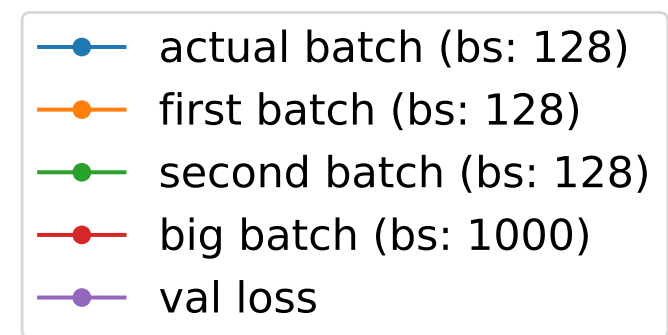 actual batch (bs: 128)
first batch (bs: 128)
second batch (bs: 128)
big batch (bs: 1000)
val loss